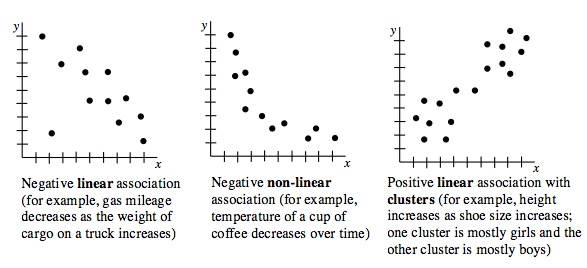 y
x
Negative linear association
(for example, gas mileage
decreases as the weight of
cargo on a truck increases)
y
x
Negative non-linear
association (for example,
temperature of a cup of
coffee decreases over time)
y
x
Positive linear association with
clusters (for example, height
increases as shoe size increases;
one cluster is mostly girls and the
other cluster is mostly boys)